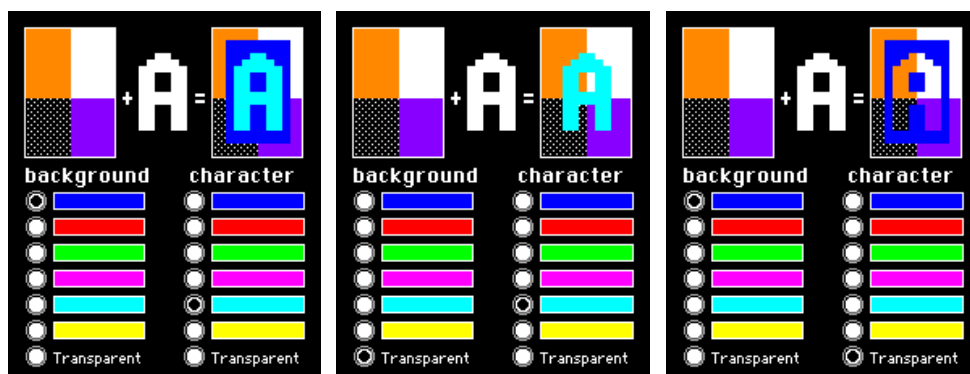 + A = A
background character
Transparent Transparent
+ A = A
background character
Transparent Transparent
+ A = A
background character
Transparent Transparent